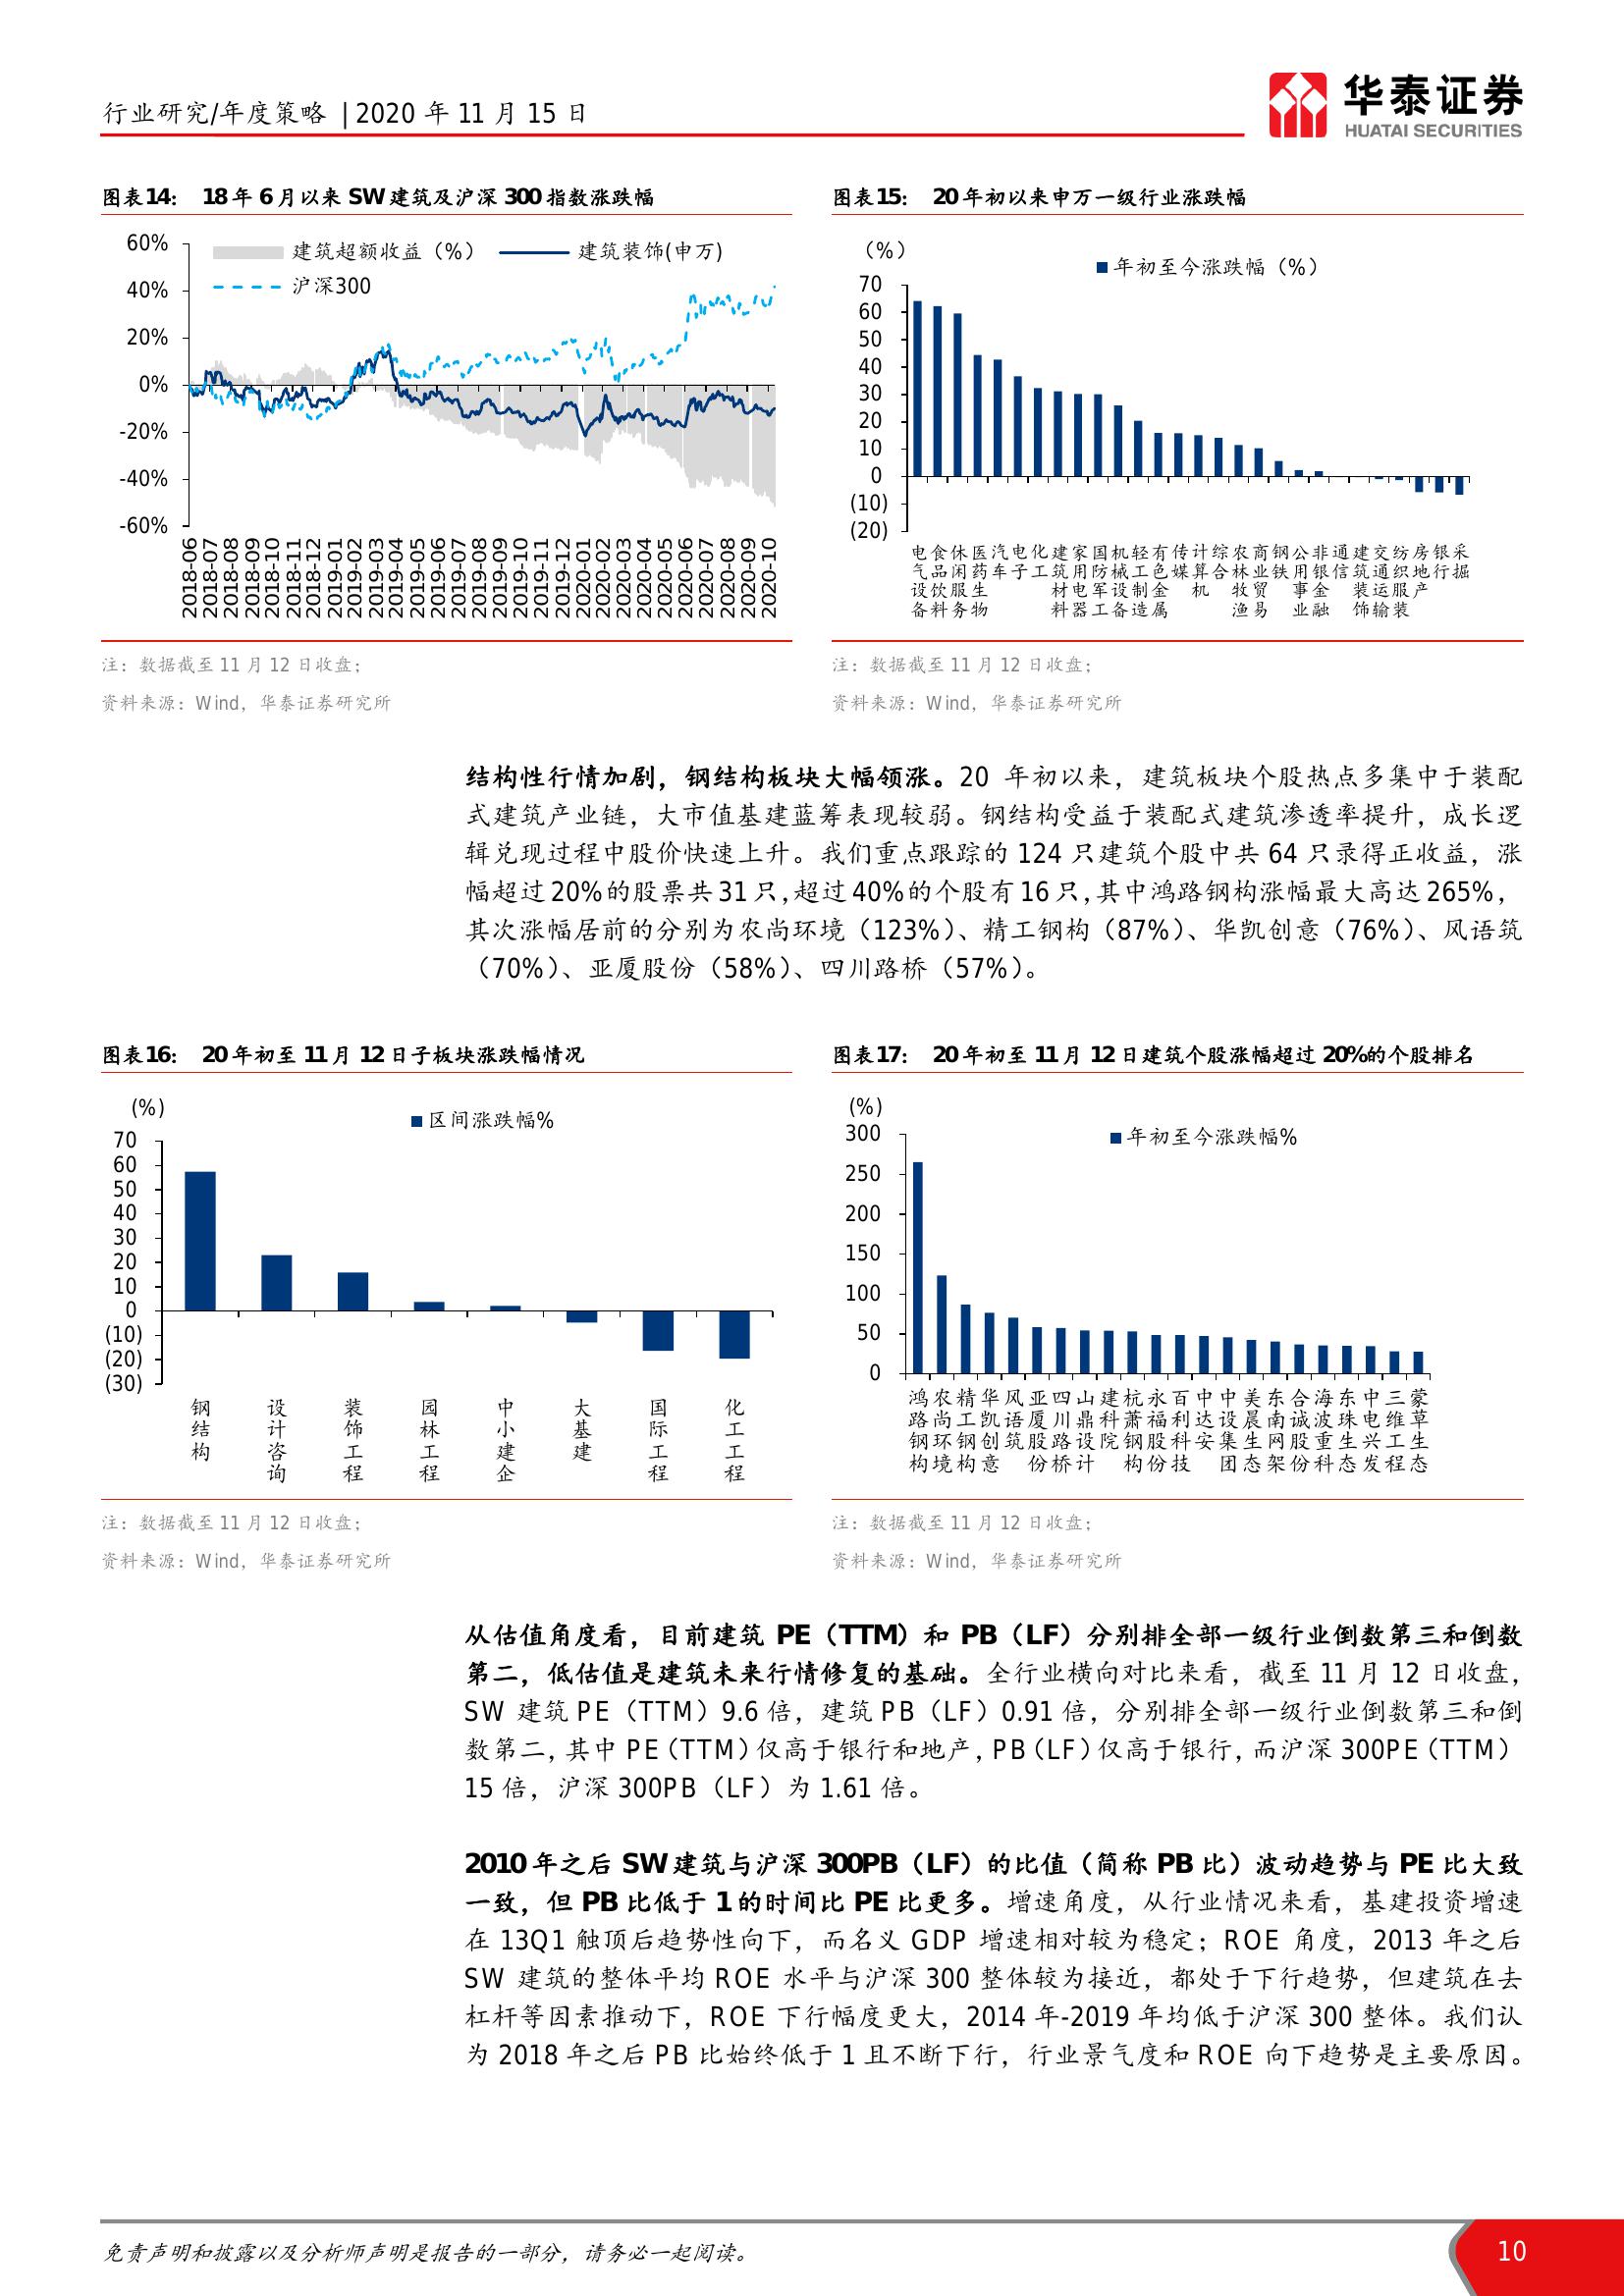 行业研究/年度策略 | 2020 年 11 月 15 日
华泰证券
HUATAI SECURITIES
图表14： 18 年 6 月以来 SW 建筑及沪深 300 指数涨跌幅
建筑超额收益（%） 建筑装饰(申万)
沪深300
60%
40%
20%
0%
-20%
-40%
-60%
2018-06 2018-07 2018-08 2018-09 2018-10 2018-11 2018-12 2019-01 2019-02 2019-03 2019-04 2019-05 2019-06 2019-07 2019-08 2019-09 2019-10 2019-11 2019-12 2020-01 2020-02 2020-03 2020-04 2020-05 2020-06 2020-07 2020-08 2020-09 2020-10
注：数据截至 11 月 12 日收盘；
资料来源：Wind，华泰证券研究所
图表15： 20 年初以来申万一级行业涨跌幅
（%）
年初至今涨跌幅（%）
70
60
50
40
30
20
10
0
(10)
(20)
电气设备 食品饮料 休闲服务 医药生物 汽车 电子 化工 建筑材料 家用电器 国防军工 机械设备 轻工制造 有色金属 传媒 计算机 综合 农林牧渔 商业贸易 钢铁 公用事业 非银金融 通信 建筑装饰 交通运输 纺织服装 房地产 银行 采掘
注：数据截至 11 月 12 日收盘；
资料来源：Wind，华泰证券研究所
结构性行情加剧，钢结构板块大幅领涨。20 年初以来，建筑板块个股热点多集中于装配
式建筑产业链，大市值基建蓝筹表现较弱。钢结构受益于装配式建筑渗透率提升，成长逻
辑兑现过程中股价快速上升。我们重点跟踪的 124 只建筑个股中共 64 只录得正收益，涨
幅超过 20%的股票共 31 只，超过 40%的个股有 16 只，其中鸿路钢构涨幅最大高达 265%，
其次涨幅居前的分别为农尚环境（123%）、精工钢构（87%）、华凯创意（76%）、风语筑
（70%）、亚厦股份（58%）、四川路桥（57%）。
图表16： 20 年初至 11 月 12 日子板块涨跌幅情况
(%)
区间涨跌幅%
70
60
50
40
30
20
10
0
(10)
(20)
(30)
钢结构 设计咨询 装饰工程 园林工程 中小建企 大基建 国际工程 化工工程
注：数据截至 11 月 12 日收盘；
资料来源：Wind，华泰证券研究所
图表17： 20 年初至 11 月 12 日建筑个股涨幅超过 20%的个股排名
(%)
年初至今涨跌幅%
300
250
200
150
100
50
0
鸿路钢构 农尚环境 精工钢构 华凯创意 风语筑 亚厦股份 四川路桥 山鼎设计 建科院 杭萧钢构 永福股份 百利科技 中达安 中设集团 美晨生态 东南网架 合诚股份 海波重科 东珠生态 中电兴发 三维工程 蒙草生态
注：数据截至 11 月 12 日收盘；
资料来源：Wind，华泰证券研究所
从估值角度看，目前建筑 PE（TTM）和 PB（LF）分别排全部一级行业倒数第三和倒数
第二，低估值是建筑未来行情修复的基础。全行业横向对比来看，截至 11 月 12 日收盘，
SW 建筑 PE（TTM）9.6 倍，建筑 PB（LF）0.91 倍，分别排全部一级行业倒数第三和倒
数第二，其中 PE（TTM）仅高于银行和地产，PB（LF）仅高于银行，而沪深 300PE（TTM）
15 倍，沪深 300PB（LF）为 1.61 倍。
2010 年之后 SW 建筑与沪深 300PB（LF）的比值（简称 PB 比）波动趋势与 PE 比大致
一致，但 PB 比低于 1 的时间比 PE 比更多。增速角度，从行业情况来看，基建投资增速
在 13Q1 触顶后趋势性向下，而名义 GDP 增速相对较为稳定；ROE 角度，2013 年之后
SW 建筑的整体平均 ROE 水平与沪深 300 整体较为接近，都处于下行趋势，但建筑在去
杠杆等因素推动下，ROE 下行幅度更大，2014 年-2019 年均低于沪深 300 整体。我们认
为 2018 年之后 PB 比始终低于 1 且不断下行，行业景气度和 ROE 向下趋势是主要原因。
免责声明和披露以及分析师声明是报告的一部分，请务必一起阅读。
10